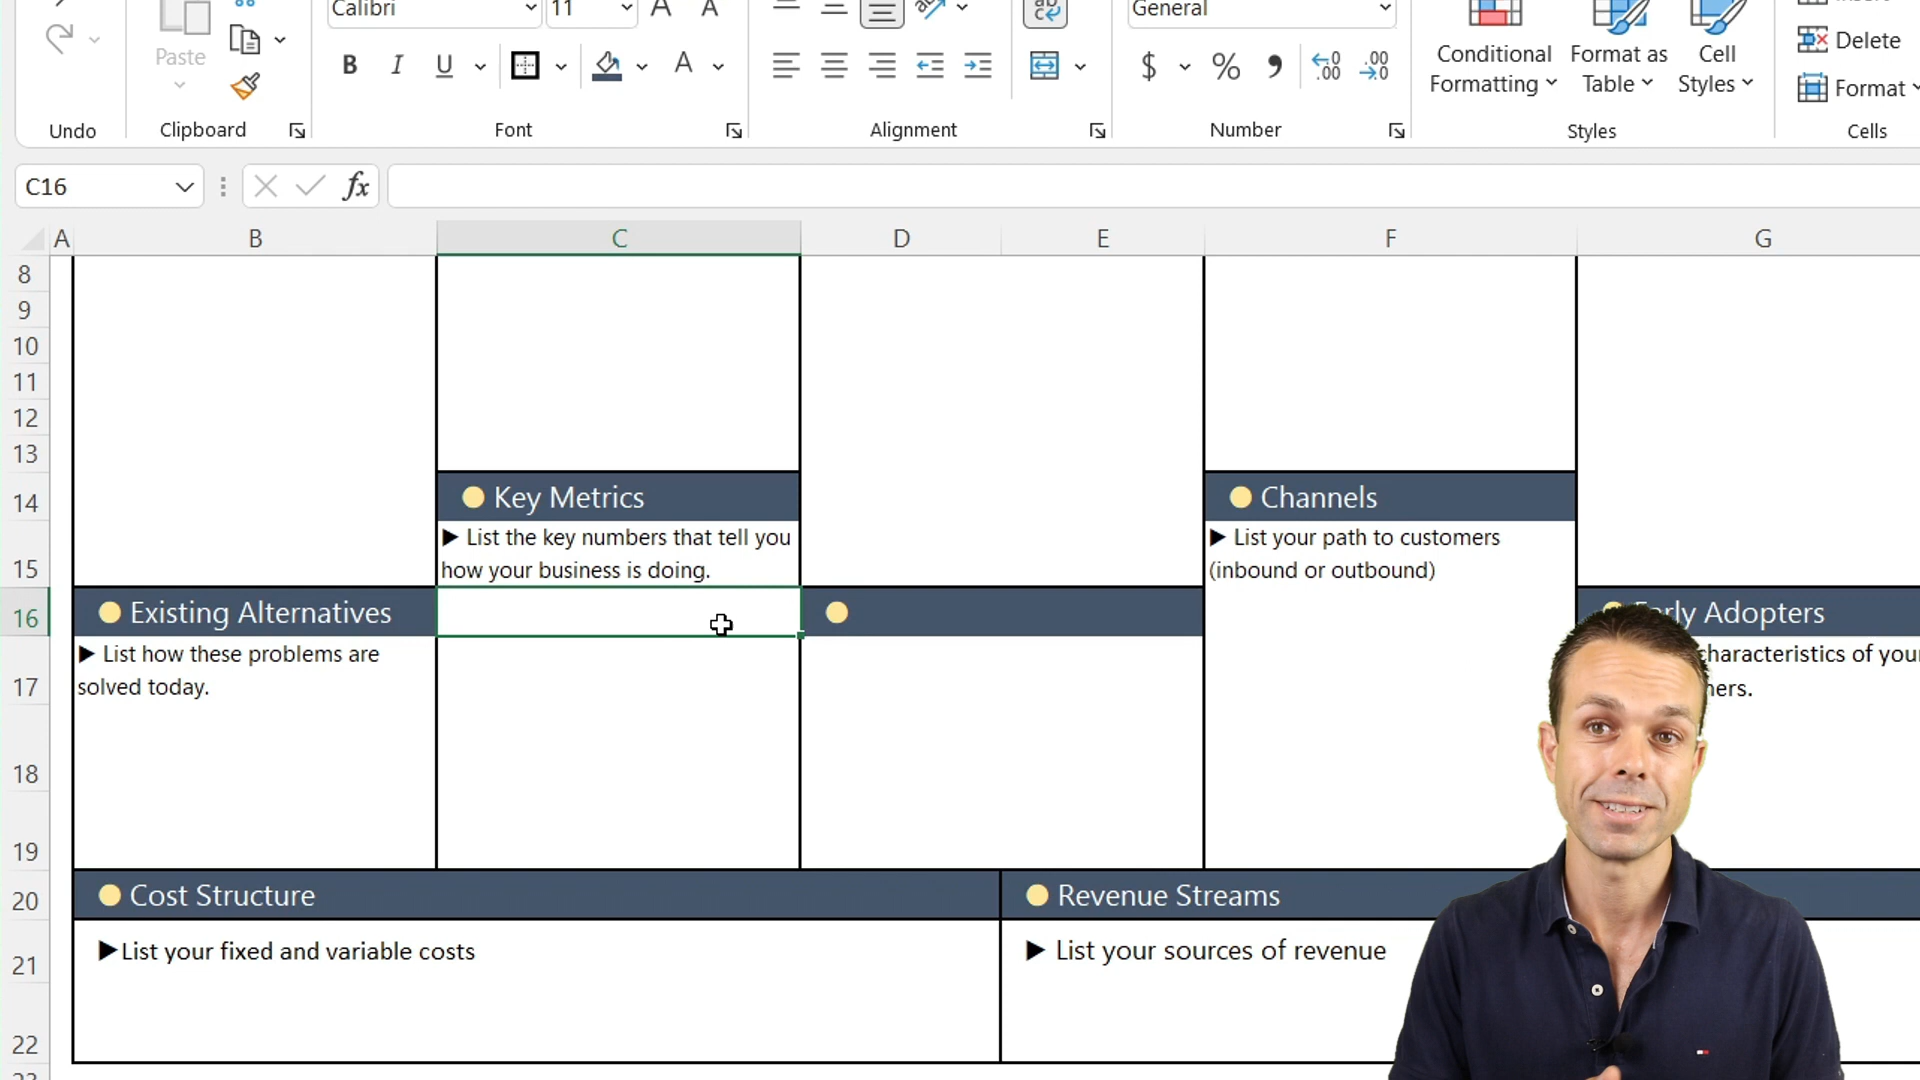 Calibri
11
General
Paste
Conditional Formatting
Format as Table
Cell Styles
Delete
Format
Undo
Clipboard
Font
Alignment
Number
Styles
Cells
C16
fx
A B C D E F G
8
9
10
11
12
13
14
● Key Metrics
● Channels
15
▶ List the key numbers that tell you
how your business is doing.
▶ List your path to customers
(inbound or outbound)
16
● Existing Alternatives
●
Adopters
17
▶ List how these problems are
solved today.
characteristics of
18
19
20
● Cost Structure
● Revenue Streams
21
▶List your fixed and variable costs
▶ List your sources of revenue
22